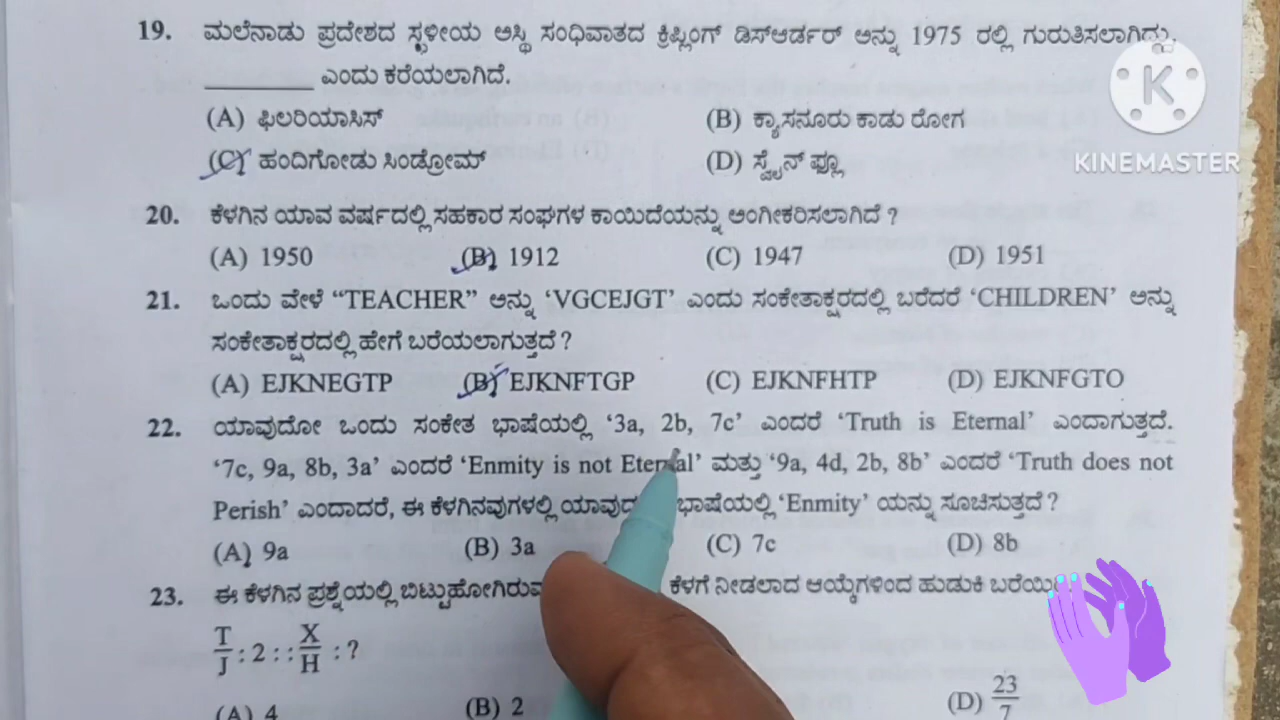 19. ಮಲೆನಾಡು ಪ್ರದೇಶದ ಸ್ಥಳೀಯ ಅಸ್ಥಿ ಸಂಧಿವಾತದ ಕ್ರಿಪ್ಲಿಂಗ್ ಡಿಸ್ಆರ್ಡರ್ ಅನ್ನು 1975 ರಲ್ಲಿ ಗುರುತಿಸಲಾಗಿದ್ದು,
________ ಎಂದು ಕರೆಯಲಾಗಿದೆ.
(A) ಫಿಲರಿಯಾಸಿಸ್ (B) ಕ್ಯಾಸನೂರು ಕಾಡು ರೋಗ
(C) ಹಂದಿಗೋಡು ಸಿಂಡ್ರೋಮ್ (D) ಸ್ವೈನ್ ಫ್ಲೂ
K
KINEMASTER
20. ಕೆಳಗಿನ ಯಾವ ವರ್ಷದಲ್ಲಿ ಸಹಕಾರ ಸಂಘಗಳ ಕಾಯಿದೆಯನ್ನು ಅಂಗೀಕರಿಸಲಾಗಿದೆ ?
(A) 1950 (B) 1912 (C) 1947 (D) 1951
21. ಒಂದು ವೇಳೆ “TEACHER” ಅನ್ನು ‘VGCEJGT’ ಎಂದು ಸಂಕೇತಾಕ್ಷರದಲ್ಲಿ ಬರೆದರೆ ‘CHILDREN’ ಅನ್ನು
ಸಂಕೇತಾಕ್ಷರದಲ್ಲಿ ಹೇಗೆ ಬರೆಯಲಾಗುತ್ತದೆ ?
(A) EJKNEGTP (B) EJKNFTGP (C) EJKNFHTP (D) EJKNFGTO
22. ಯಾವುದೋ ಒಂದು ಸಂಕೇತ ಭಾಷೆಯಲ್ಲಿ ‘3a, 2b, 7c’ ಎಂದರೆ ‘Truth is Eternal’ ಎಂದಾಗುತ್ತದೆ.
‘7c, 9a, 8b, 3a’ ಎಂದರೆ ‘Enmity is not Eternal’ ಮತ್ತು ‘9a, 4d, 2b, 8b’ ಎಂದರೆ ‘Truth does not
Perish’ ಎಂದಾದರೆ, ಈ ಕೆಳಗಿನವುಗಳಲ್ಲಿ ಭಾಷೆಯಲ್ಲಿ ‘Enmity’ ಯನ್ನು ಸೂಚಿಸುತ್ತದೆ ?
(A) 9a (B) 3a (C) 7c (D) 8b
23. ಈ ಕೆಳಗಿನ ಪ್ರಶ್ನೆಯಲ್ಲಿ ಕೆಳಗೆ ನೀಡಲಾದ ಆಯ್ಕೆಗಳಿಂದ ಹುಡುಕಿ
T/J : 2 : : X/H : ?
(A) 4 (B) 2 (D) 23/7